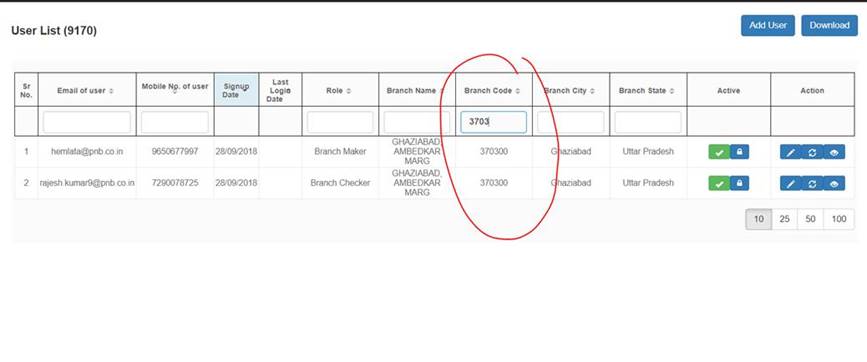 User List (9170)
Add User
Download
Sr No.
Email of user
Mobile No. of user
Signup Date
Last Login Date
Role
Branch Name
Branch Code
Branch City
Branch State
Active
Action
3703
1 hemlata@pnb.co.in 9650677997 28/09/2018 Branch Maker GHAZIABAD, AMBEDKAR MARG 370300 Ghaziabad Uttar Pradesh
2 rajesh.kumar9@pnb.co.in 7290078725 28/09/2018 Branch Checker GHAZIABAD, AMBEDKAR MARG 370300 Ghaziabad Uttar Pradesh
10 25 50 100